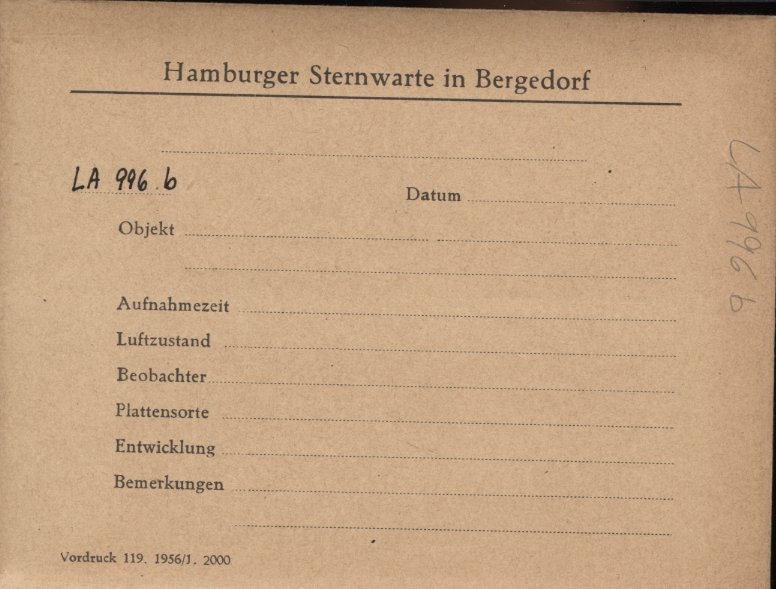 Hamburger Sternwarte in Bergedorf
LA 996 b
Datum
Objekt
Aufnahmezeit
Luftzustand
Beobachter
Plattensorte
Entwicklung
Bemerkungen
Vordruck 119. 1956/1. 2000
LA 996 b